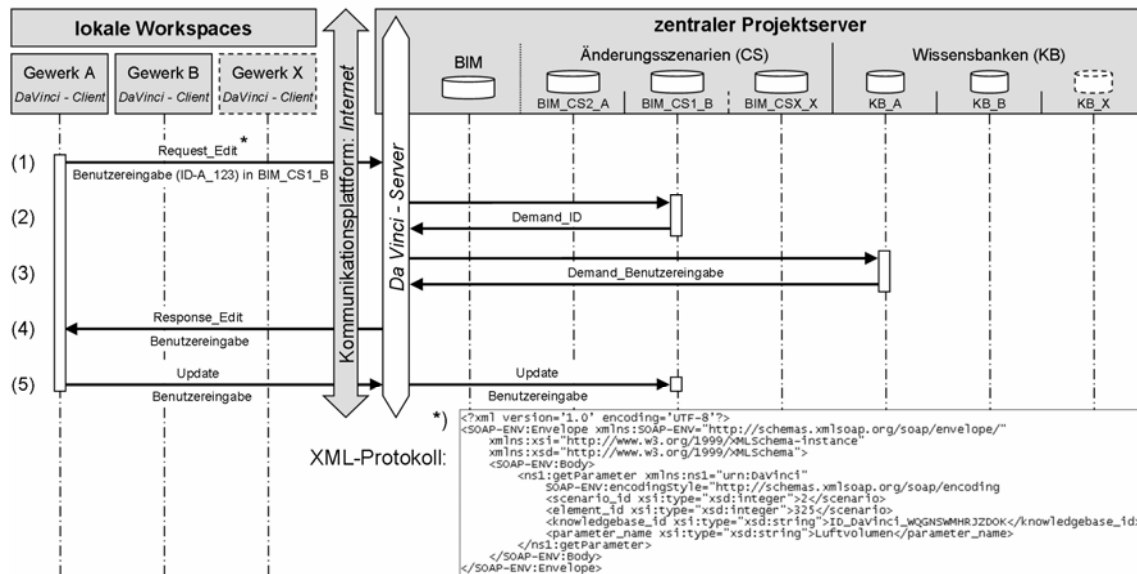 lokale Workspaces
zentraler Projektserver
Gewerk A
DaVinci - Client
Gewerk B
DaVinci - Client
Gewerk X
DaVinci - Client
Kommunikationsplattform: Internet
Da Vinci - Server
BIM
Änderungsszenarien (CS)
BIM_CS2_A
BIM_CS1_B
BIM_CSX_X
Wissensbanken (KB)
KB_A
KB_B
KB_X
(1)
Request_Edit *
Benutzereingabe (ID-A_123) in BIM_CS1_B
(2)
Demand_ID
(3)
Demand_Benutzereingabe
(4)
Response_Edit
Benutzereingabe
(5)
Update
Benutzereingabe
Update
Benutzereingabe
*)
XML-Protokoll:
<?xml version='1.0' encoding='UTF-8'?>
<SOAP-ENV:Envelope xmlns:SOAP-ENV="http://schemas.xmlsoap.org/soap/envelope/"
xmlns:xsi="http://www.w3.org/1999/XMLSchema-instance"
xmlns:xsd="http://www.w3.org/1999/XMLSchema">
<SOAP-ENV:Body>
<ns1:getParameter xmlns:ns1="urn:DaVinci"
SOAP-ENV:encodingStyle="http://schemas.xmlsoap.org/soap/encoding
<scenario_id xsi:type="xsd:integer">2</scenario>
<element_id xsi:type="xsd:integer">325</scenario>
<knowledgebase_id xsi:type="xsd:string">ID_DaVinci_WQGNSWMHRJZDOK</knowledgebase_id>
<parameter_name xsi:type="xsd:string">Luftvolumen</parameter_name>
</ns1:getParameter>
</SOAP-ENV:Body>
</SOAP-ENV:Envelope>